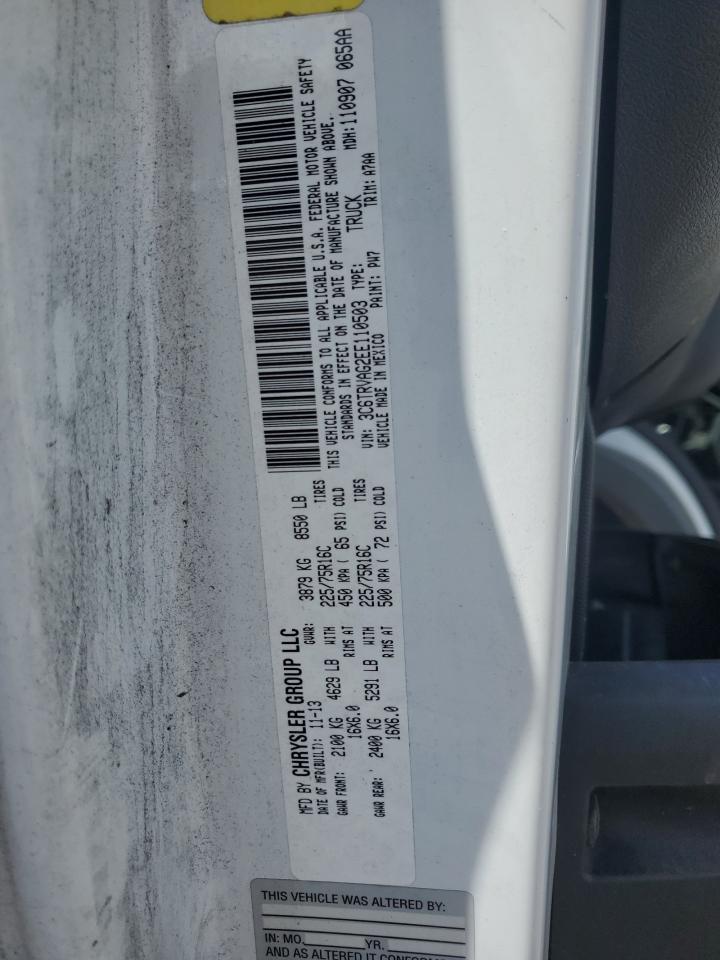 MFD BY CHRYSLER GROUP LLC
DATE OF MFR(BUILT): 11-13 GVWR: 3879 KG 8550 LB
GAWR FRONT: 2100 KG 4629 LB WITH 225/75R16C TIRES
16X6.0 RIMS AT 450 KPA ( 65 PSI) COLD
GAWR REAR: 2400 KG 5291 LB WITH 225/75R16C TIRES
16X6.0 RIMS AT 500 KPA ( 72 PSI) COLD
THIS VEHICLE CONFORMS TO ALL APPLICABLE U.S.A. FEDERAL MOTOR VEHICLE SAFETY
STANDARDS IN EFFECT ON THE DATE OF MANUFACTURE SHOWN ABOVE.
MDH:110907 065AA
VIN: 3C6TRVAG2EE110503 TYPE: TRUCK
VEHICLE MADE IN MEXICO PAINT: PW7 TRIM: A7AA
THIS VEHICLE WAS ALTERED BY:
IN: MO. YR.
AND AS ALTERED IT